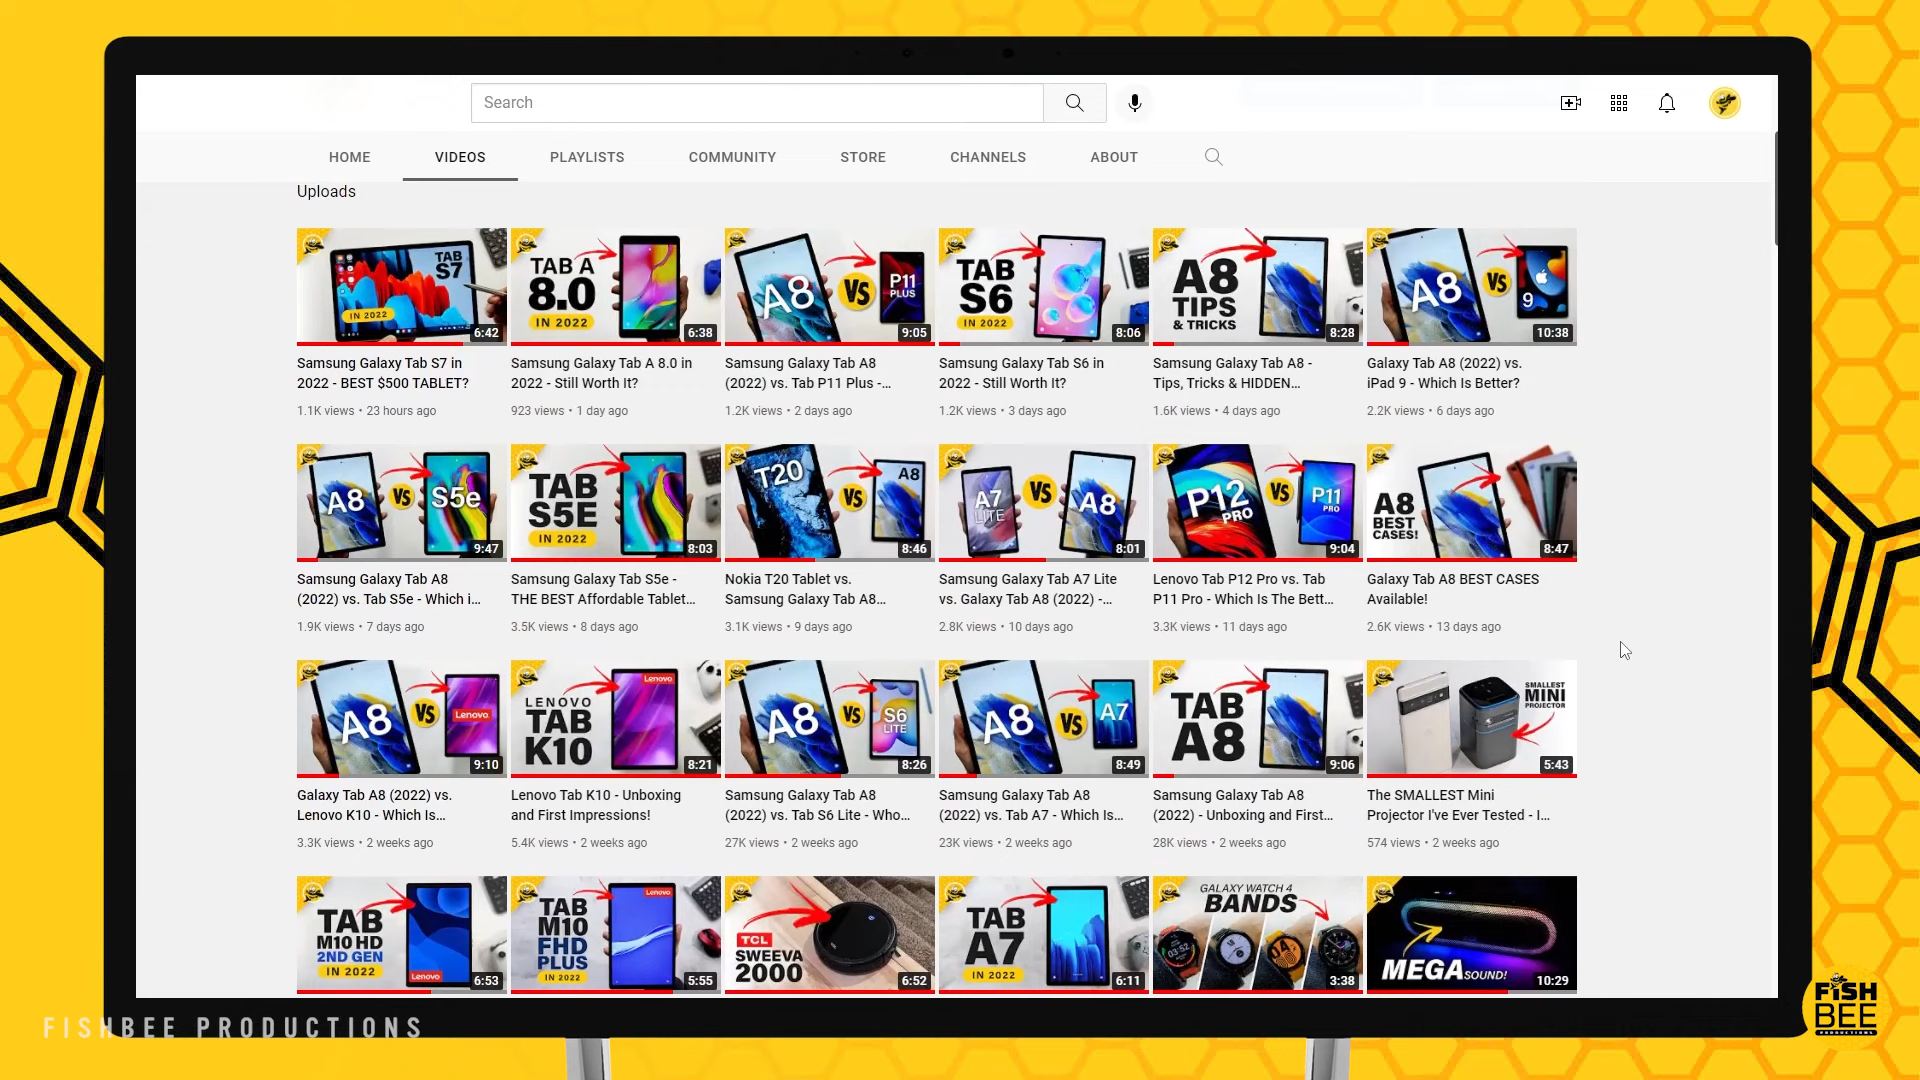 Search
HOME
VIDEOS
PLAYLISTS
COMMUNITY
STORE
CHANNELS
ABOUT
Uploads
TAB
S7
IN 2022
6:42
TAB A
8.0
IN 2022
6:38
A8
VS
P11
PLUS
9:05
TAB
S6
IN 2022
8:06
A8
TIPS
& TRICKS
8:28
A8
VS
9
10:38
Samsung Galaxy Tab S7 in
2022 - BEST $500 TABLET?
1.1K views • 23 hours ago
Samsung Galaxy Tab A 8.0 in
2022 - Still Worth It?
923 views • 1 day ago
Samsung Galaxy Tab A8
(2022) vs. Tab P11 Plus -...
1.2K views • 2 days ago
Samsung Galaxy Tab S6 in
2022 - Still Worth It?
1.2K views • 3 days ago
Samsung Galaxy Tab A8 -
Tips, Tricks & HIDDEN...
1.6K views • 4 days ago
Galaxy Tab A8 (2022) vs.
iPad 9 - Which Is Better?
2.2K views • 6 days ago
A8
VS
S5e
9:47
TAB
S5E
IN 2022
8:03
T20
VS
A8
8:46
A7
LITE
VS
A8
8:01
P12
PRO
VS
P11
PRO
9:04
A8
BEST
CASES!
8:47
Samsung Galaxy Tab A8
(2022) vs. Tab S5e - Which i...
1.9K views • 7 days ago
Samsung Galaxy Tab S5e -
THE BEST Affordable Tablet...
3.5K views • 8 days ago
Nokia T20 Tablet vs.
Samsung Galaxy Tab A8...
3.1K views • 9 days ago
Samsung Galaxy Tab A7 Lite
vs. Galaxy Tab A8 (2022) -...
2.8K views • 10 days ago
Lenovo Tab P12 Pro vs. Tab
P11 Pro - Which Is The Bett...
3.3K views • 11 days ago
Galaxy Tab A8 BEST CASES
Available!
2.6K views • 13 days ago
A8
VS
Lenovo
9:10
Lenovo
LENOVO
TAB
K10
8:21
A8
VS
S6
LITE
8:26
A8
VS
A7
8:49
TAB
A8
9:06
SMALLEST
MINI
PROJECTOR
5:43
Galaxy Tab A8 (2022) vs.
Lenovo K10 - Which Is...
3.3K views • 2 weeks ago
Lenovo Tab K10 - Unboxing
and First Impressions!
5.4K views • 2 weeks ago
Samsung Galaxy Tab A8
(2022) vs. Tab S6 Lite - Who...
27K views • 2 weeks ago
Samsung Galaxy Tab A8
(2022) vs. Tab A7 - Which Is...
23K views • 2 weeks ago
Samsung Galaxy Tab A8
(2022) - Unboxing and First...
28K views • 2 weeks ago
The SMALLEST Mini
Projector I've Ever Tested - I...
574 views • 2 weeks ago
TAB
M10 HD
2ND GEN
IN 2022
Lenovo
6:53
Lenovo
TAB
M10
FHD
PLUS
IN 2022
5:55
TCL
SWEEVA
2000
6:52
TAB
A7
IN 2022
6:11
GALAXY WATCH 4
BANDS
3:38
MEGA SOUND!
10:29
FISHBEE PRODUCTIONS
FISH
BEE
PRODUCTIONS